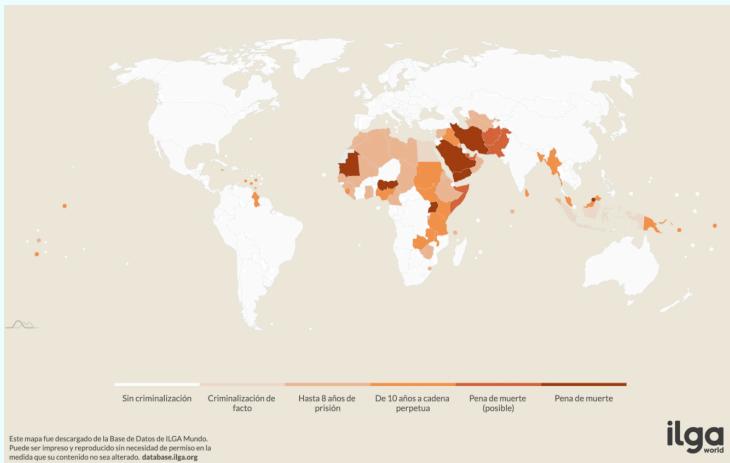 Sin criminalización
Criminalización de
facto
Hasta 8 años de
prisión
De 10 años a cadena
perpetua
Pena de muerte
(posible)
Pena de muerte
Este mapa fue descargado de la Base de Datos de ILGA Mundo.
Puede ser impreso y reproducido sin necesidad de permiso en la
medida que su contenido no sea alterado. database.ilga.org
ilga
world